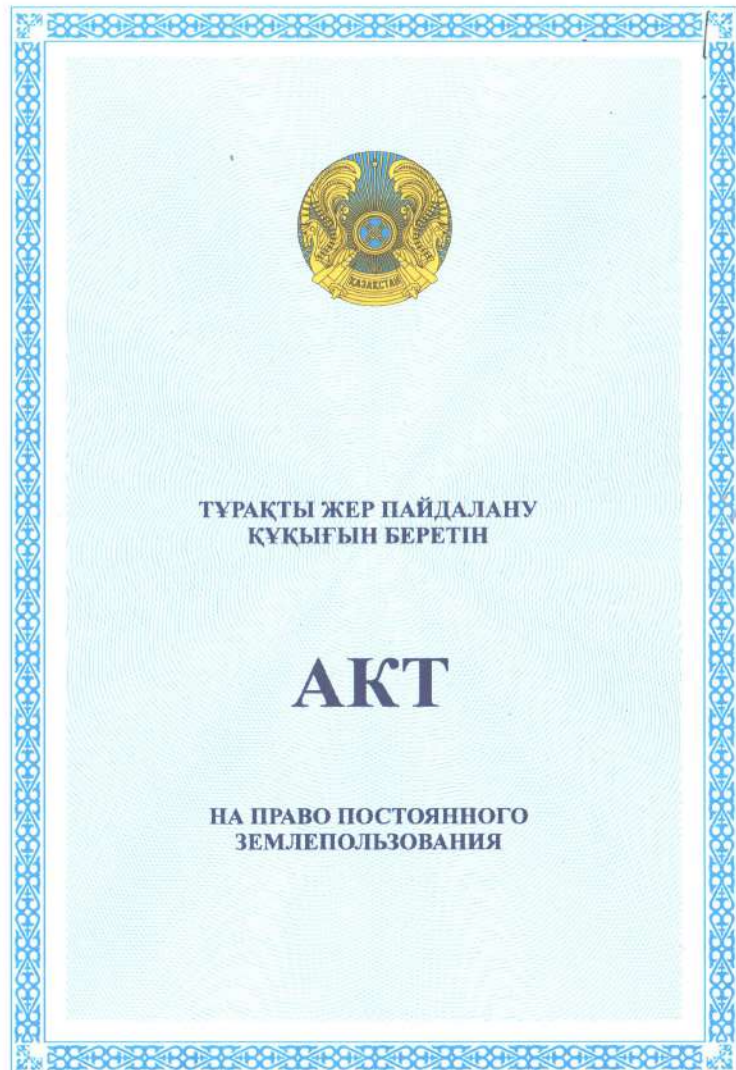 ҚАЗАҚСТАН
ТҰРАҚТЫ ЖЕР ПАЙДАЛАНУ
ҚҰҚЫҒЫН БЕРЕТІН
АКТ
НА ПРАВО ПОСТОЯННОГО
ЗЕМЛЕПОЛЬЗОВАНИЯ